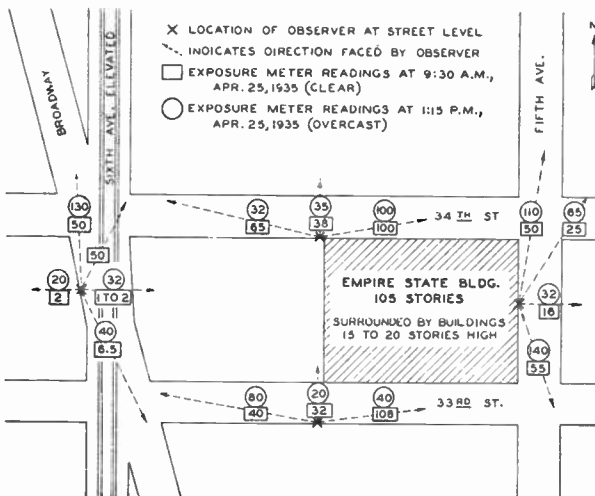 LOCATION OF OBSERVER AT STREET LEVEL
INDICATES DIRECTION FACED BY OBSERVER
EXPOSURE METER READINGS AT 9:30 A.M.,
APR. 25, 1935 (CLEAR)
EXPOSURE METER READINGS AT 1:15 P.M.,
APR. 25, 1935 (OVERCAST)
N
BROADWAY
SIXTH AVE. ELEVATED
FIFTH AVE.
130
50
32
65
35
38
100
100
34TH ST
110
50
65
25
50
20
2
32
1 TO 2
40
6.5
EMPIRE STATE BLDG.
105 STORIES
SURROUNDED BY BUILDINGS
15 TO 20 STORIES HIGH
32
16
140
55
80
40
20
32
40
108
33RD ST.